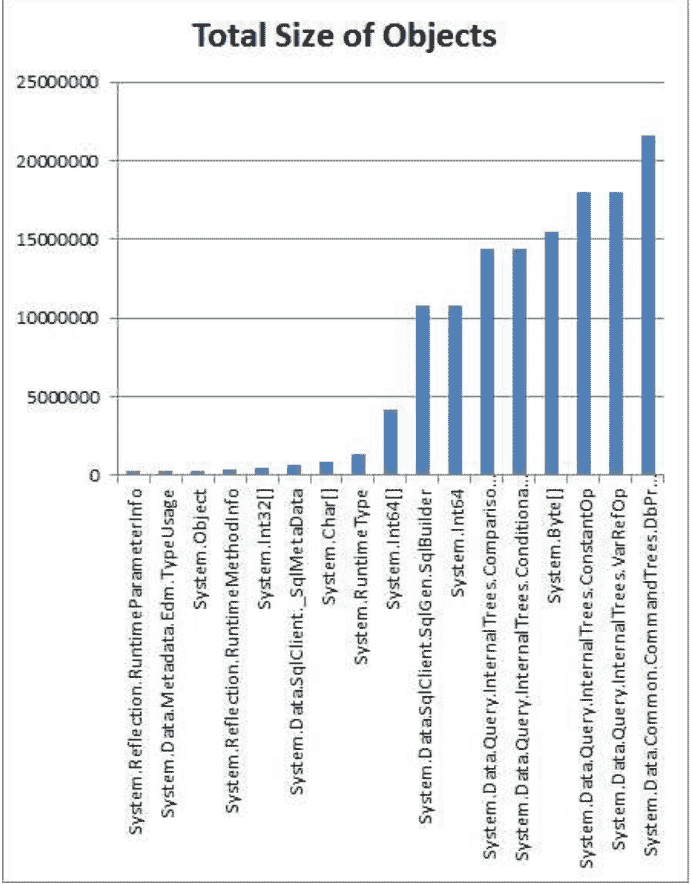 Total Size of Objects
25000000
20000000
15000000
10000000
5000000
0
System.Reflection.RuntimeParameterInfo
System.Data.Metadata.Edm.TypeUsage
System.Object
System.Reflection.RuntimeMethodInfo
System.Int32[]
System.Data.SqlClient._SqlMetaData
System.Char[]
System.RuntimeType
System.Int64[]
System.Data.SqlClient.SqlGen.SqlBuilder
System.Int64
System.Data.Query.InternalTrees.Compariso...
System.Data.Query.InternalTrees.Conditiona...
System.Byte[]
System.Data.Query.InternalTrees.ConstantOp
System.Data.Query.InternalTrees.VarRefOp
System.Data.Common.CommandTrees.DbPr...